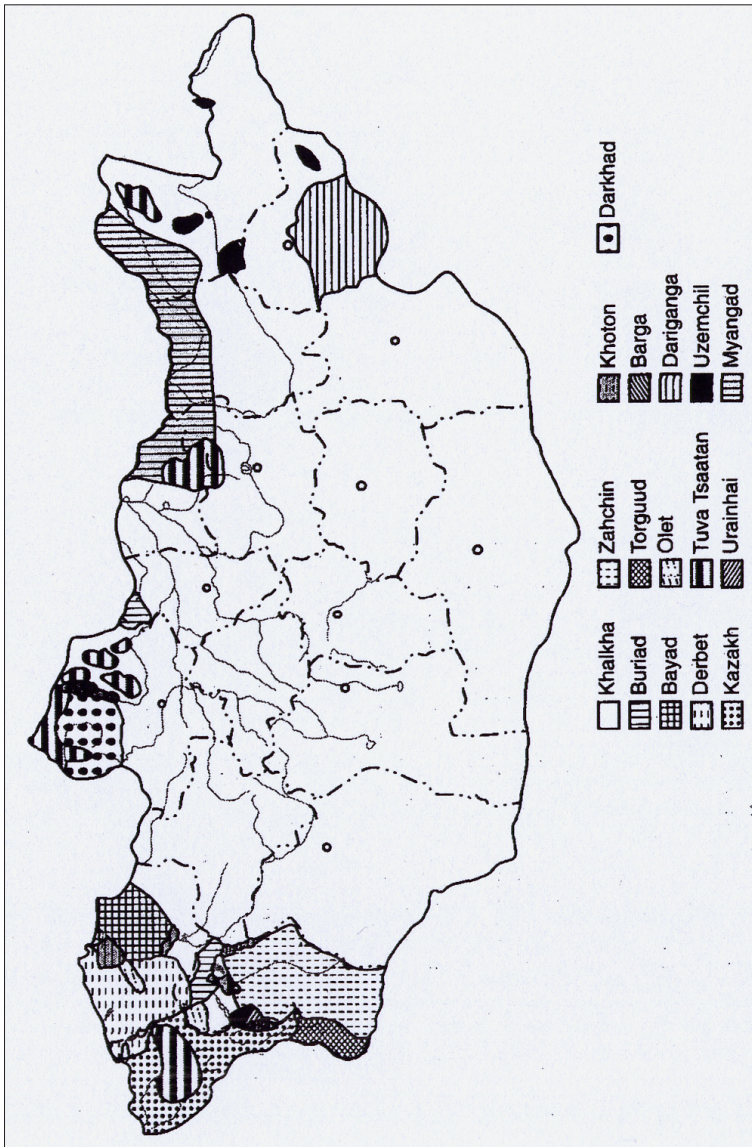 Khalkha
Buriad
Bayad
Derbet
Kazakh
Zahchin
Torguud
Olet
Tuva Tsaatan
Urainhai
Khoton
Barga
Dariganga
Uzemchil
Myangad
Darkhad